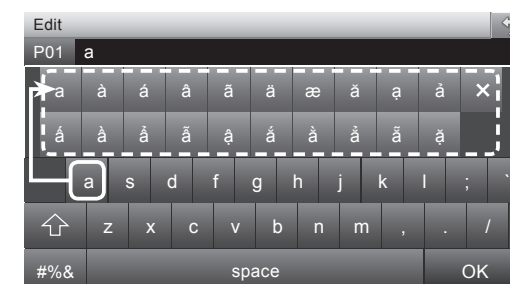 Edit
P01 a
a à á â ã ä æ ă ạ ả ×
ấ ầ ẩ ẫ ậ ắ ằ ẳ ẵ ặ
a s d f g h j k l ; `
z x c v b n m , . /
#%& space OK